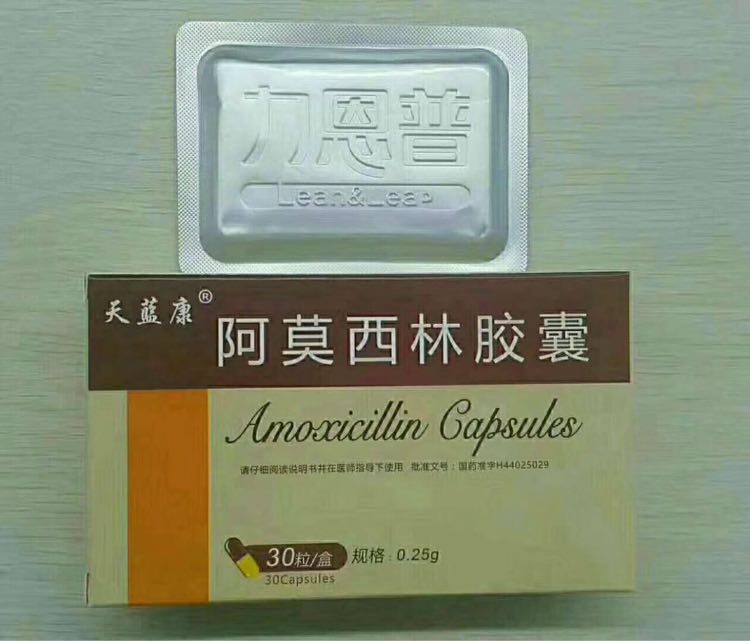 力恩普
Lean&Leap
天蓝康®
阿莫西林胶囊
Amoxicillin Capsules
请仔细阅读说明书并在医师指导下使用 批准文号：国药准字H44025029
30粒/盒 规格：0.25g
30Capsules